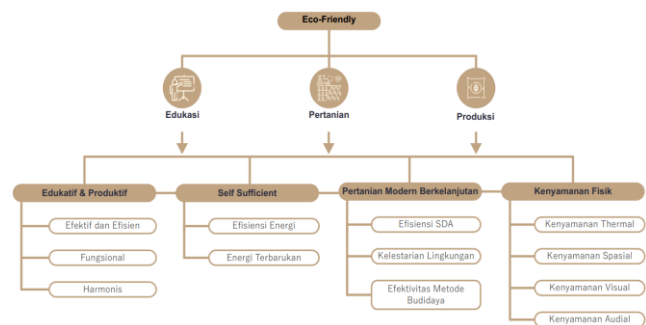 Eco-Friendly
Edukasi
Pertanian
Produksi
Edukatif & Produktif
Self Sufficient
Pertanian Modern Berkelanjutan
Kenyamanan Fisik
Efektif dan Efisien
Fungsional
Harmonis
Efisiensi Energi
Energi Terbarukan
Efisiensi SDA
Kelestarian Lingkungan
Efektivitas Metode
Budidaya
Kenyamanan Thermal
Kenyamanan Spasial
Kenyamanan Visual
Kenyamanan Audial